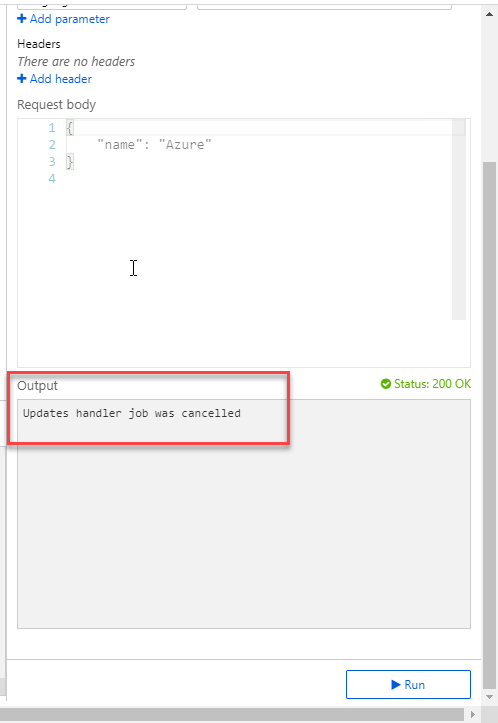 + Add parameter
Headers
There are no headers
+ Add header
Request body
1 {
2 "name": "Azure"
3 }
4
Output
Status: 200 OK
Updates handler job was cancelled
Run